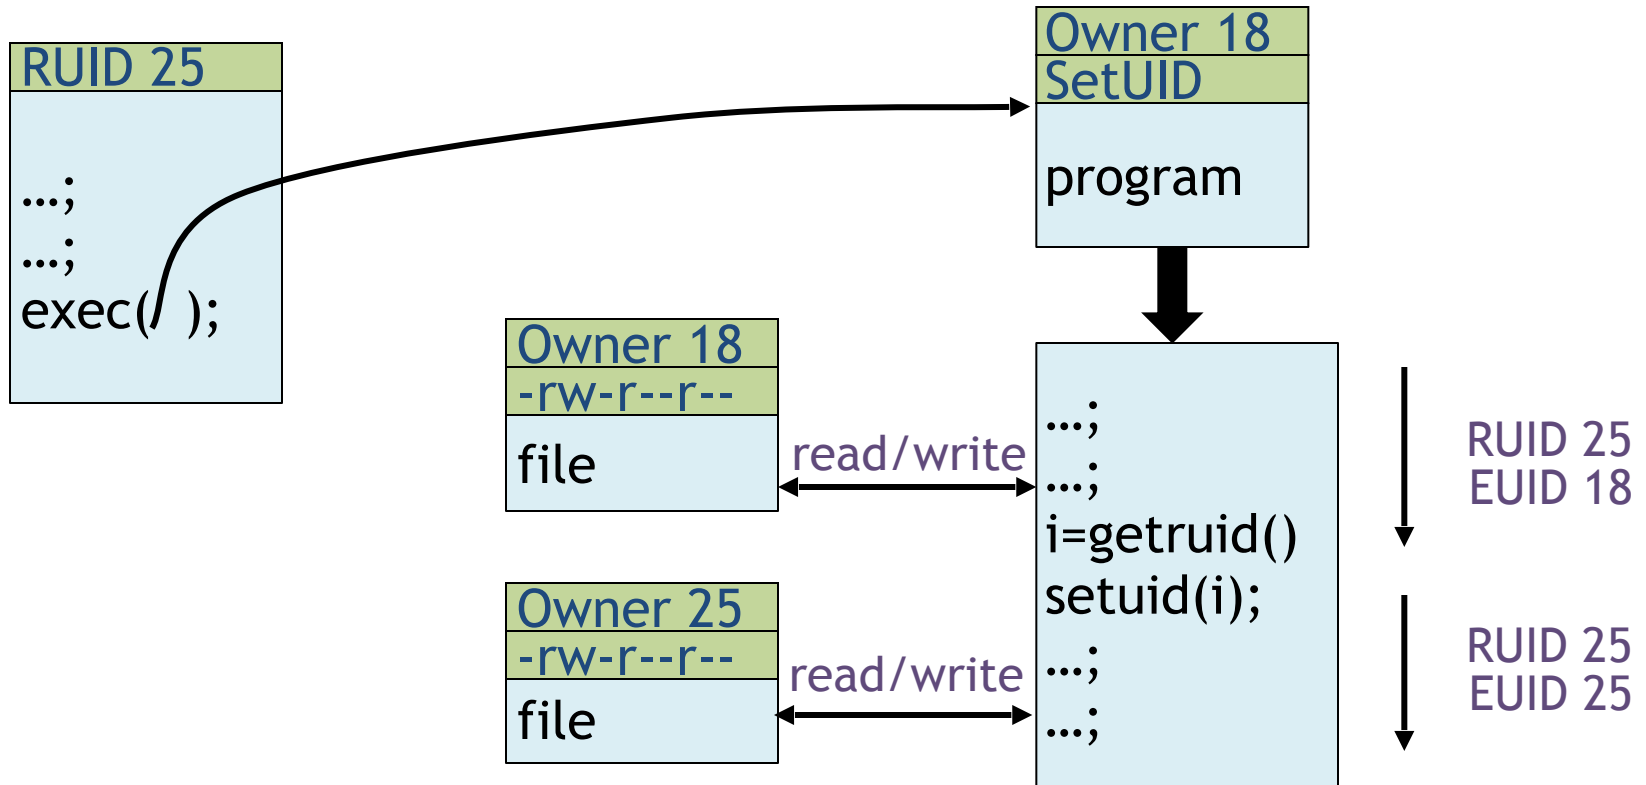 RUID 25
...;
...;
exec( );
Owner 18
SetUID
program
Owner 18
-rw-r--r--
file
read/write
Owner 25
-rw-r--r--
file
read/write
...;
...;
i=getruid()
setuid(i);
...;
...;
RUID 25
EUID 18
RUID 25
EUID 25